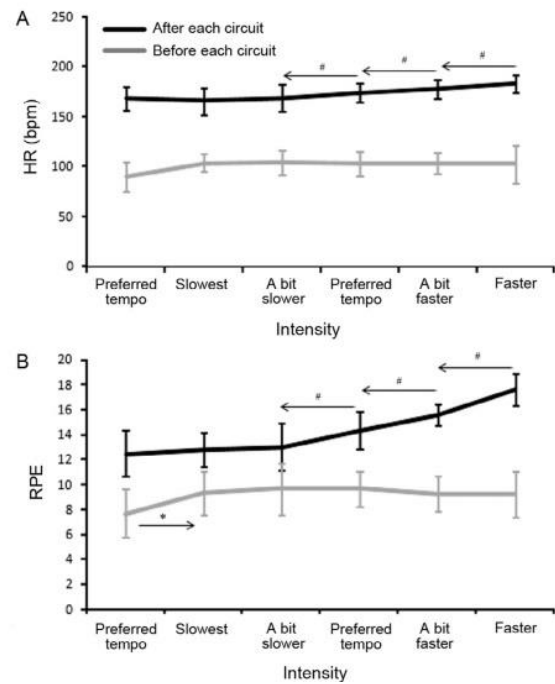 A
After each circuit
Before each circuit
HR (bpm)
250
200
150
100
50
0
#
#
#
Preferred tempo
Slowest
A bit slower
Preferred tempo
A bit faster
Faster
Intensity
B
RPE
20
18
16
14
12
10
8
6
4
2
0
#
#
#
*
Preferred tempo
Slowest
A bit slower
Preferred tempo
A bit faster
Faster
Intensity